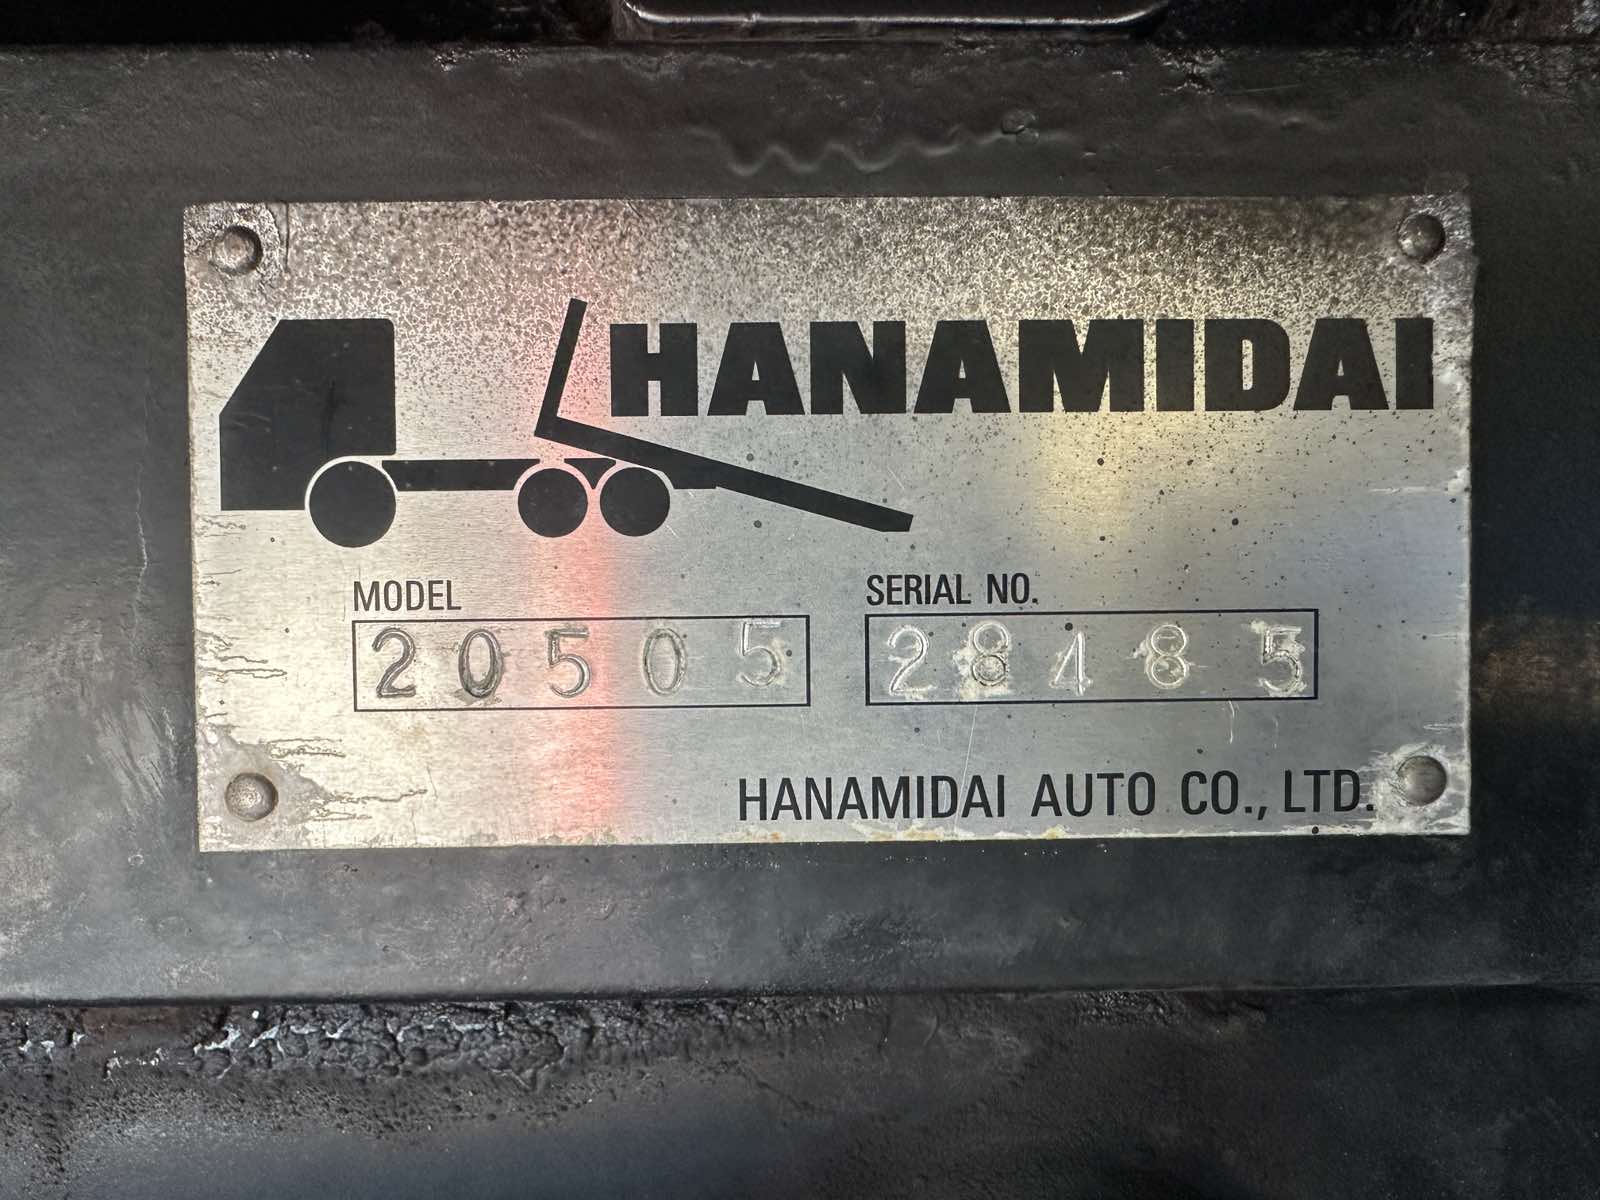 HANAMIDAI
MODEL SERIAL NO.
20505 28485
HANAMIDAI AUTO CO., LTD.